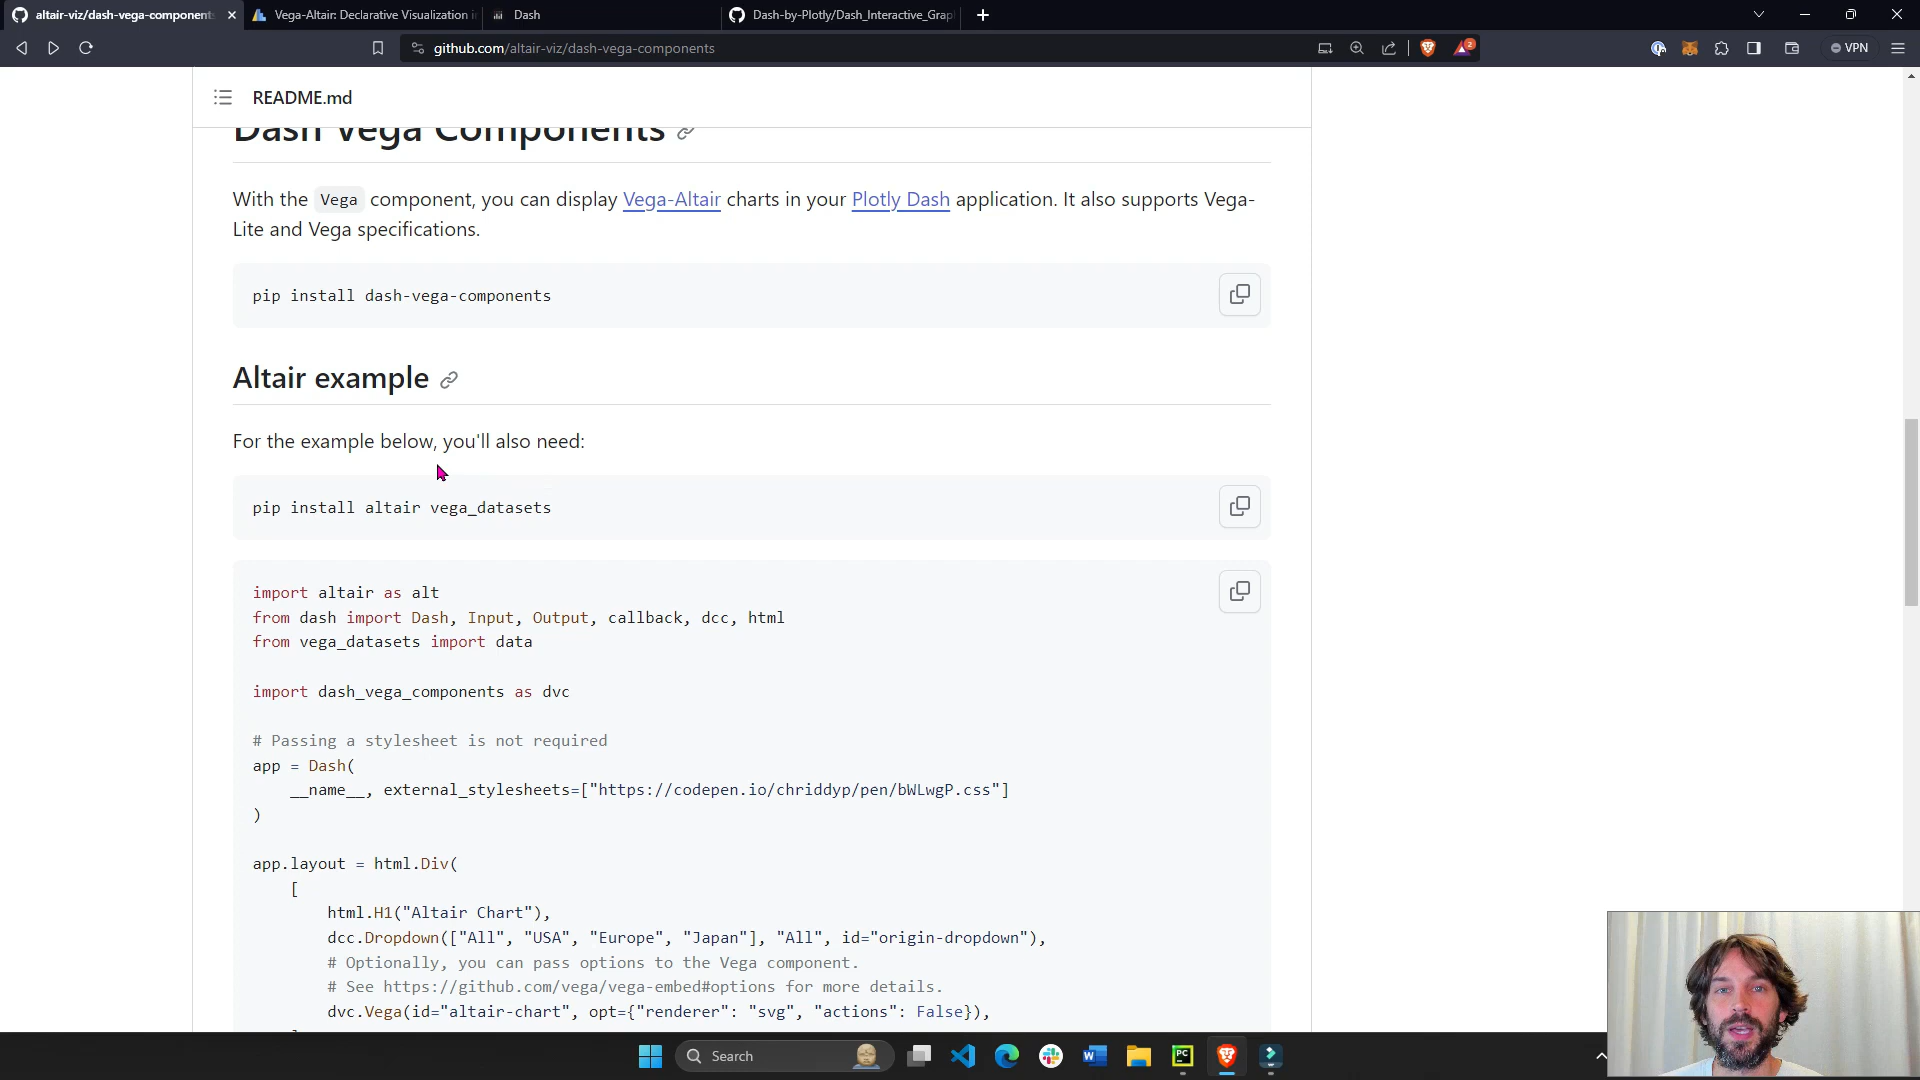 altair-viz/dash-vega-component
Vega-Altair: Declarative Visualization i
Dash
Dash-by-Plotly/Dash_Interactive_Grap
github.com/altair-viz/dash-vega-components
2
VPN
README.md
Dash Vega Components
With the Vega component, you can display Vega-Altair charts in your Plotly Dash application. It also supports Vega-
Lite and Vega specifications.
pip install dash-vega-components
Altair example
For the example below, you'll also need:
pip install altair vega_datasets
import altair as alt
from dash import Dash, Input, Output, callback, dcc, html
from vega_datasets import data
import dash_vega_components as dvc
# Passing a stylesheet is not required
app = Dash(
__name__, external_stylesheets=["https://codepen.io/chriddyp/pen/bWLwgP.css"]
)
app.layout = html.Div(
[
html.H1("Altair Chart"),
dcc.Dropdown(["All", "USA", "Europe", "Japan"], "All", id="origin-dropdown"),
# Optionally, you can pass options to the Vega component.
# See https://github.com/vega/vega-embed#options for more details.
dvc.Vega(id="altair-chart", opt={"renderer": "svg", "actions": False}),
Search